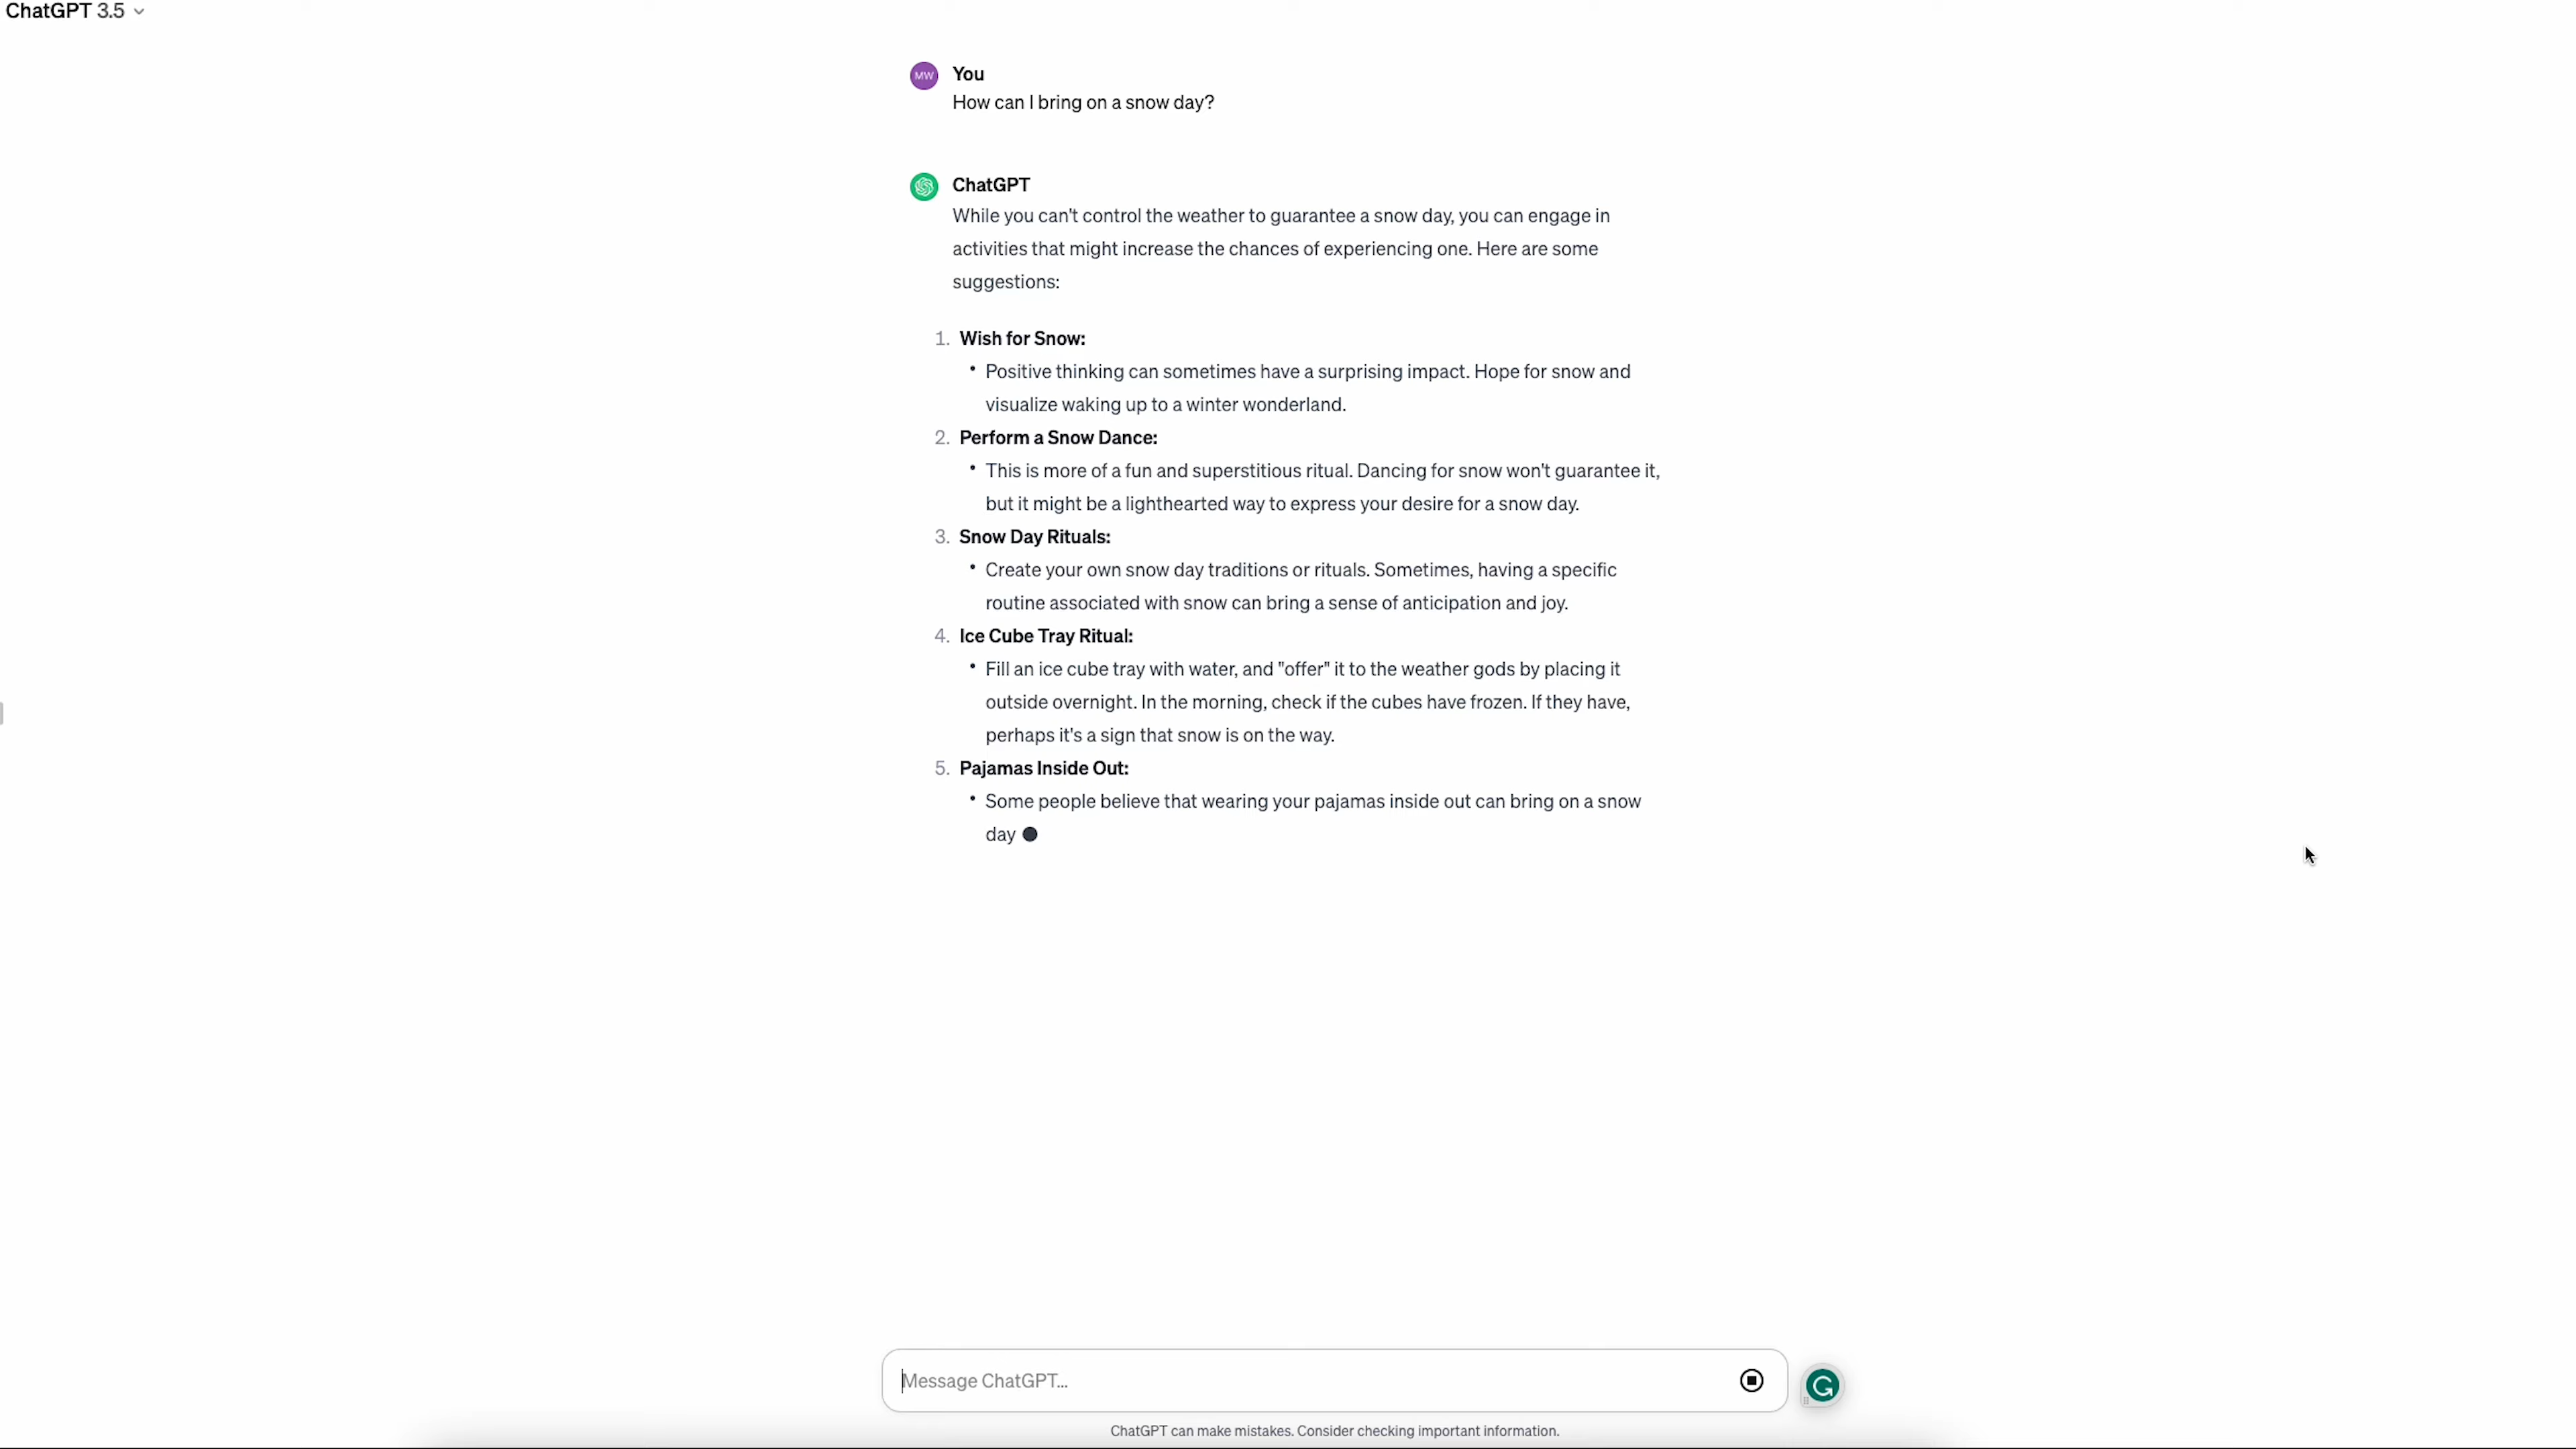 ChatGPT 3.5
MW
You
How can I bring on a snow day?
ChatGPT
While you can't control the weather to guarantee a snow day, you can engage in
activities that might increase the chances of experiencing one. Here are some
suggestions:
1. Wish for Snow:
• Positive thinking can sometimes have a surprising impact. Hope for snow and
visualize waking up to a winter wonderland.
2. Perform a Snow Dance:
• This is more of a fun and superstitious ritual. Dancing for snow won't guarantee it,
but it might be a lighthearted way to express your desire for a snow day.
3. Snow Day Rituals:
• Create your own snow day traditions or rituals. Sometimes, having a specific
routine associated with snow can bring a sense of anticipation and joy.
4. Ice Cube Tray Ritual:
• Fill an ice cube tray with water, and "offer" it to the weather gods by placing it
outside overnight. In the morning, check if the cubes have frozen. If they have,
perhaps it's a sign that snow is on the way.
5. Pajamas Inside Out:
• Some people believe that wearing your pajamas inside out can bring on a snow
day
Message ChatGPT...
ChatGPT can make mistakes. Consider checking important information.